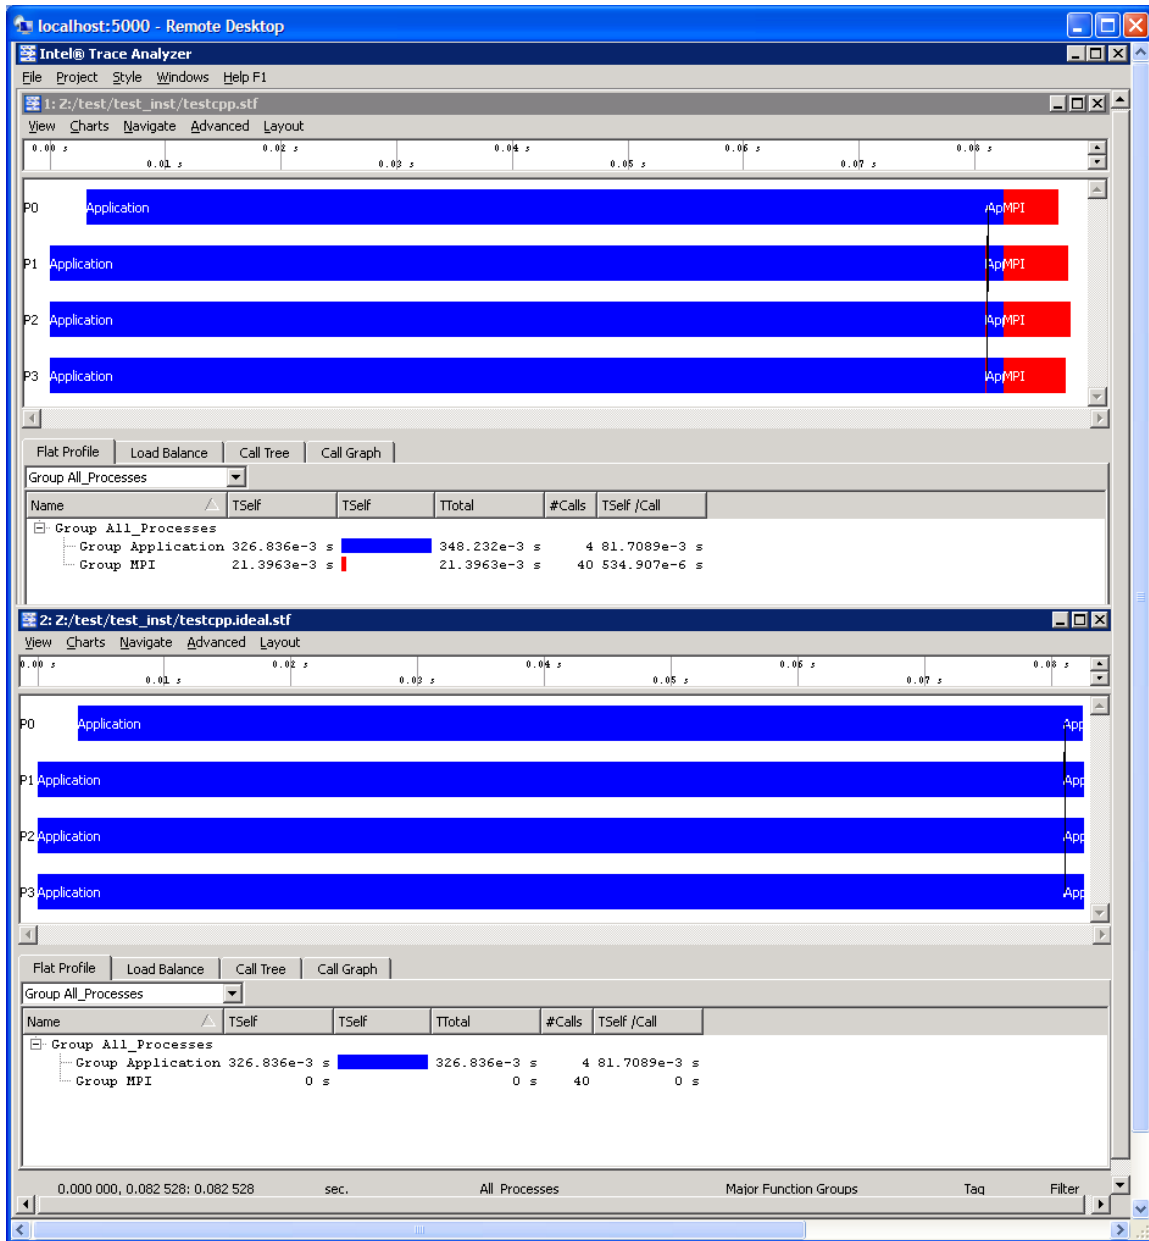 localhost:5000 - Remote Desktop
Intel® Trace Analyzer
File Project Style Windows Help F1
1: Z:/test/test_inst/testcpp.stf
View Charts Navigate Advanced Layout
0.00 s 0.02 s 0.04 s 0.06 s 0.08 s
0.01 s 0.03 s 0.05 s 0.07 s
P0 Application Ap MPI
P1 Application Ap MPI
P2 Application Ap MPI
P3 Application Ap MPI
Flat Profile Load Balance Call Tree Call Graph
Group All_Processes
Name TSelf TSelf TTotal #Calls TSelf /Call
Group All_Processes
Group Application 326.836e-3 s 348.232e-3 s 4 81.7089e-3 s
Group MPI 21.3963e-3 s 21.3963e-3 s 40 534.907e-6 s
2: Z:/test/test_inst/testcpp.ideal.stf
View Charts Navigate Advanced Layout
0.00 s 0.02 s 0.04 s 0.06 s 0.08 s
0.01 s 0.03 s 0.05 s 0.07 s
P0 Application App
P1 Application App
P2 Application App
P3 Application App
Flat Profile Load Balance Call Tree Call Graph
Group All_Processes
Name TSelf TSelf TTotal #Calls TSelf /Call
Group All_Processes
Group Application 326.836e-3 s 326.836e-3 s 4 81.7089e-3 s
Group MPI 0 s 0 s 40 0 s
0.000 000, 0.082 528: 0.082 528 sec. All_Processes Major Function Groups Tag Filter